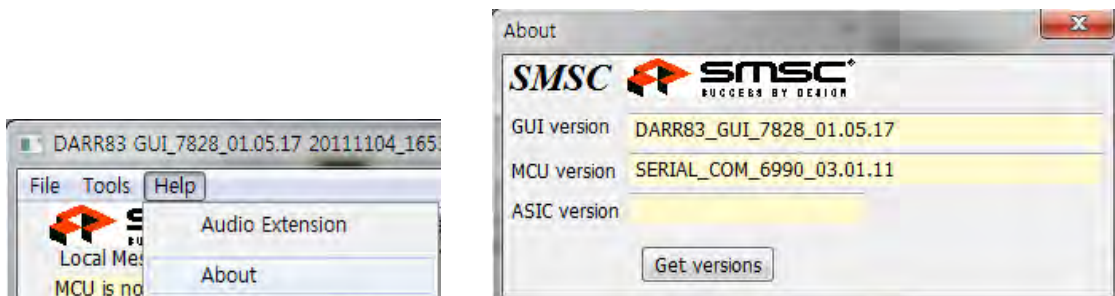 DARR83 GUI_7828_01.05.17 20111104_165
File Tools Help
Audio Extension
Local Mes
About
MCU is no
About
SMSC smsc
SUCCESS BY DESIGN
GUI version DARR83_GUI_7828_01.05.17
MCU version SERIAL_COM_6990_03.01.11
ASIC version
Get versions